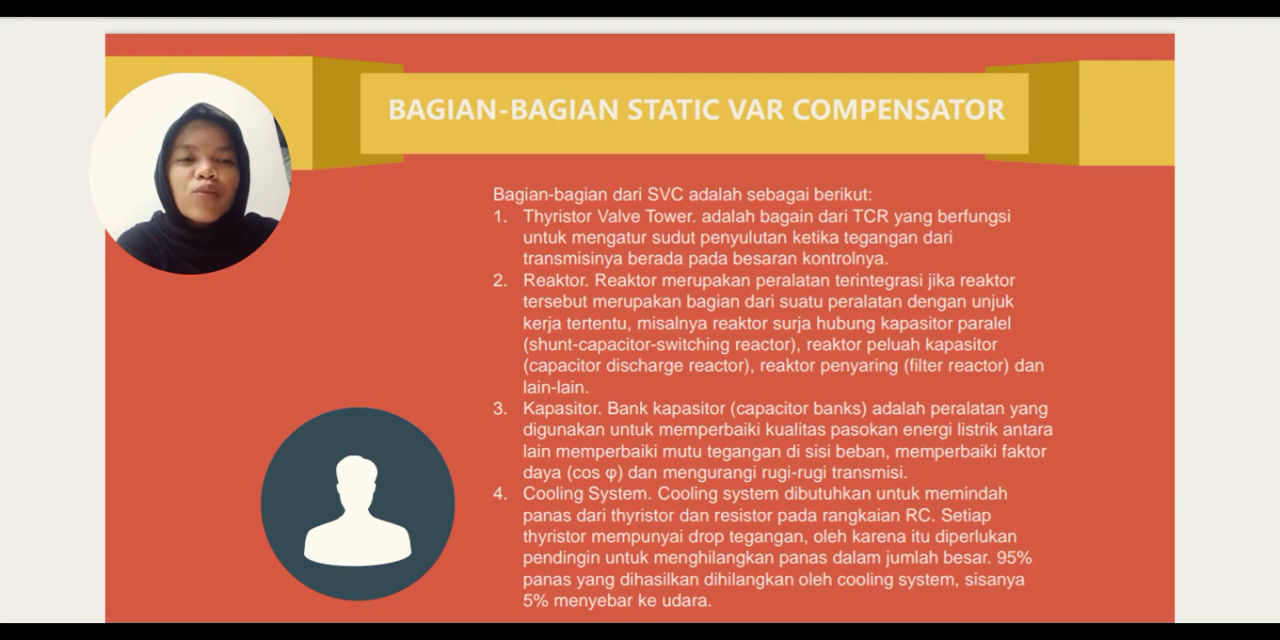 BAGIAN-BAGIAN STATIC VAR COMPENSATOR
Bagian-bagian dari SVC adalah sebagai berikut:
1. Thyristor Valve Tower. adalah bagain dari TCR yang berfungsi
untuk mengatur sudut penyulutan ketika tegangan dari
transmisinya berada pada besaran kontrolnya.
2. Reaktor. Reaktor merupakan peralatan terintegrasi jika reaktor
tersebut merupakan bagian dari suatu peralatan dengan unjuk
kerja tertentu, misalnya reaktor surja hubung kapasitor paralel
(shunt-capacitor-switching reactor), reaktor peluah kapasitor
(capacitor discharge reactor), reaktor penyaring (filter reactor) dan
lain-lain.
3. Kapasitor. Bank kapasitor (capacitor banks) adalah peralatan yang
digunakan untuk memperbaiki kualitas pasokan energi listrik antara
lain memperbaiki mutu tegangan di sisi beban, memperbaiki faktor
daya (cos φ) dan mengurangi rugi-rugi transmisi.
4. Cooling System. Cooling system dibutuhkan untuk memindah
panas dari thyristor dan resistor pada rangkaian RC. Setiap
thyristor mempunyai drop tegangan, oleh karena itu diperlukan
pendingin untuk menghilangkan panas dalam jumlah besar. 95%
panas yang dihasilkan dihilangkan oleh cooling system, sisanya
5% menyebar ke udara.